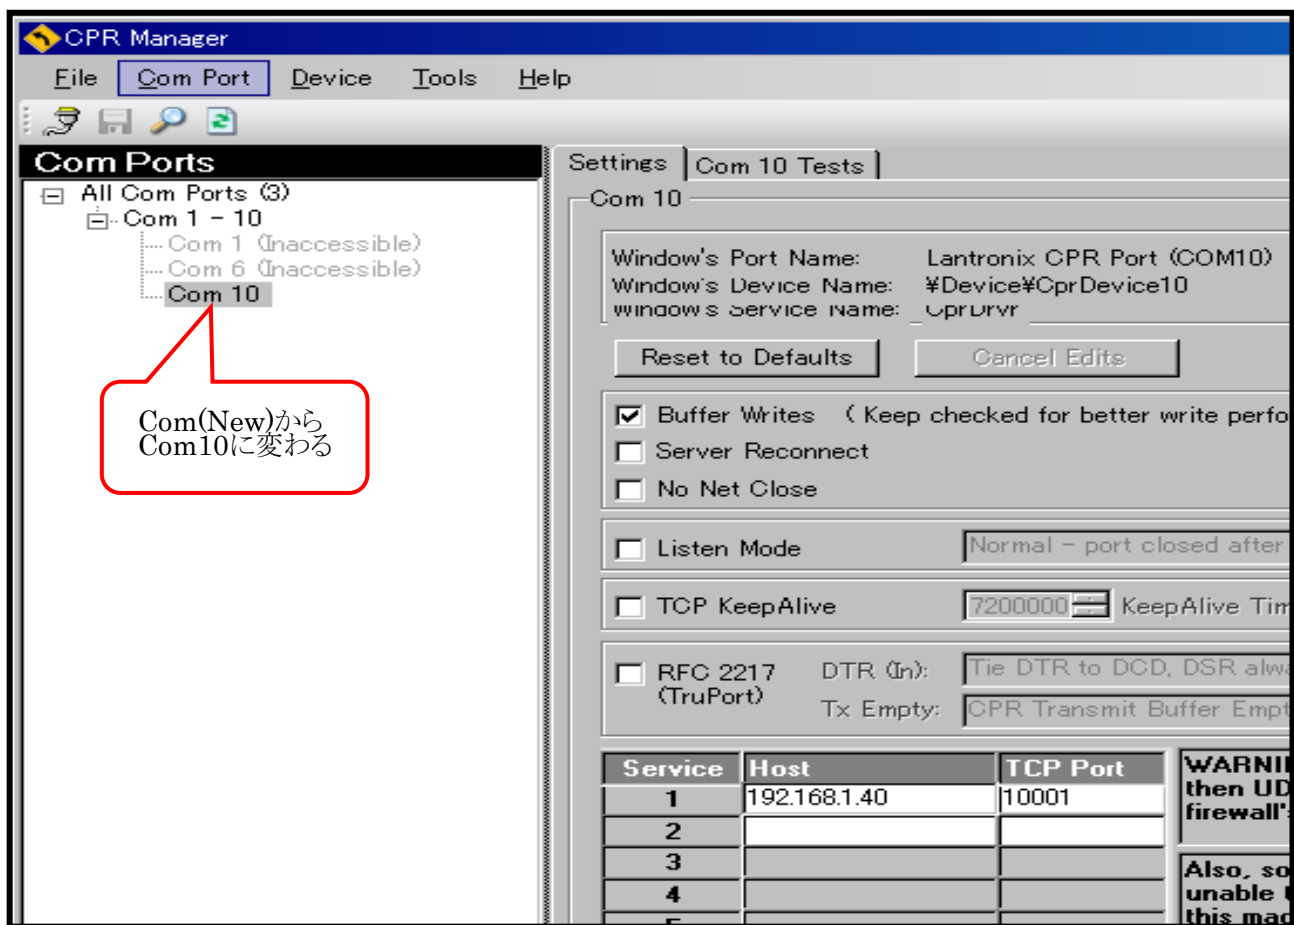 CPR Manager
File Com Port Device Tools Help
Com Ports
All Com Ports (3)
Com 1 - 10
Com 1 (Inaccessible)
Com 6 (Inaccessible)
Com 10
Com(New)から
Com10に変わる
Settings Com 10 Tests
Com 10
Window's Port Name: Lantronix CPR Port (COM10)
Window's Device Name: ¥Device¥CprDevice10
Window's Service Name: CprDrvr
Reset to Defaults Cancel Edits
Buffer Writes ( Keep checked for better write perfo
Server Reconnect
No Net Close
Listen Mode Normal - port closed after
TCP KeepAlive 7200000 KeepAlive Tim
RFC 2217 DTR (In): Tie DTR to DCD, DSR alwa
(TruPort) Tx Empty: CPR Transmit Buffer Empt
Service Host TCP Port
1 192.168.1.40 10001
2
3
4
WARNI
then UD
firewall'
Also, so
unable
this mac